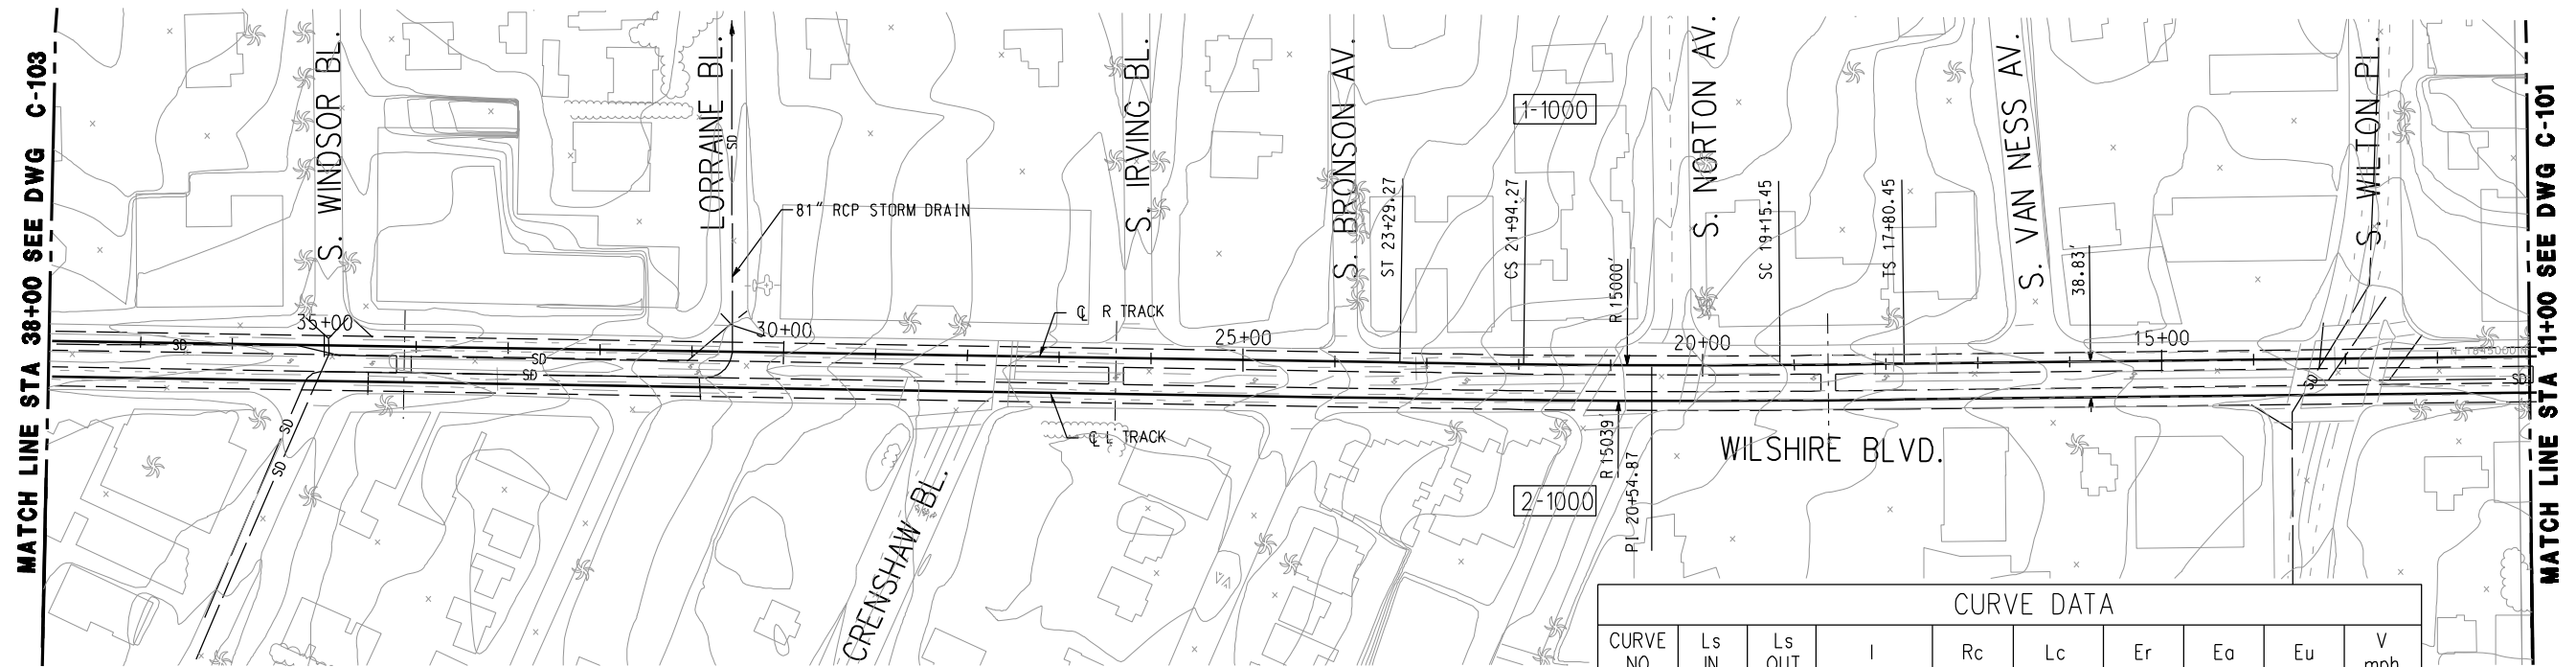 MATCH LINE STA 38+00 SEE DWG C-103
S. WINDSOR BL.
LORRAINE BL.
SD
81" RCP STORM DRAIN
S. IRVING BL.
S. BRONSON AV.
ST 23+29.27
CS 21+94.27
1-1000
R 15000'
S. NORTON AV.
SC 19+15.45
TS 17+80.45
S. VAN NESS AV.
38.83'
S. WILTON PL.
MATCH LINE STA 11+00 SEE DWG C-101
35+00
30+00
25+00
20+00
15+00
℄ R TRACK
SD
SD
SD
SD
SD
SD
SD
℄ L TRACK
CRENSHAW BL.
WILSHIRE BLVD.
R 15039'
PI 20+54.87
2-1000
CURVE DATA
CURVE NO
Ls IN
Ls OUT
I
Rc
Lc
Er
Ea
Eu
V mph